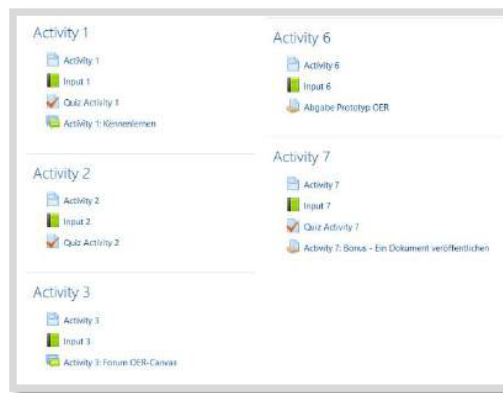 Activity 1
Activity 1
Input 1
Quiz Activity 1
Activity 1: Kennenlernen
Activity 2
Activity 2
Input 2
Quiz Activity 2
Activity 3
Activity 3
Input 3
Activity 3: Forum OER-Canvas
Activity 6
Activity 6
Input 6
Abgabe Prototyp OER
Activity 7
Activity 7
Input 7
Quiz Activity 7
Activity 7: Bonus - Ein Dokument veröffentlichen